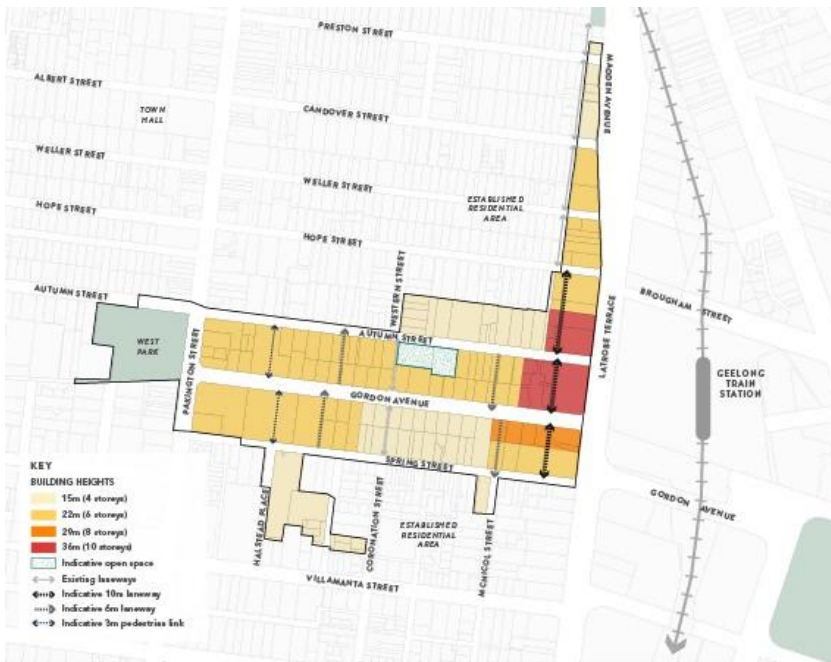 PRESTON STREET
MADDEN AVENUE
ALBERT STREET
TOWN
HALL
CANDOVER STREET
WELLER STREET
WELLER STREET
ESTABLISHED
RESIDENTIAL
AREA
HOPE STREET
HOPE STREET
WESTERN STREET
AUTUMN STREET
BROUGHAM STREET
AUTUMN STREET
LATROBE TERRACE
WEST
PARK
PAKINGTON STREET
GEELONG
TRAIN
STATION
GORDON AVENUE
SPRING STREET
GORDON AVENUE
HALSTEAD PLACE
CORONATION STREET
ESTABLISHED
RESIDENTIAL
AREA
MCNICOL STREET
VILLAMANTA STREET
KEY
BUILDING HEIGHTS
15m (4 storeys)
22m (6 storeys)
29m (8 storeys)
36m (10 storeys)
Indicative open space
Existing laneways
Indicative 10m laneway
Indicative 6m laneway
Indicative 3m pedestrian link